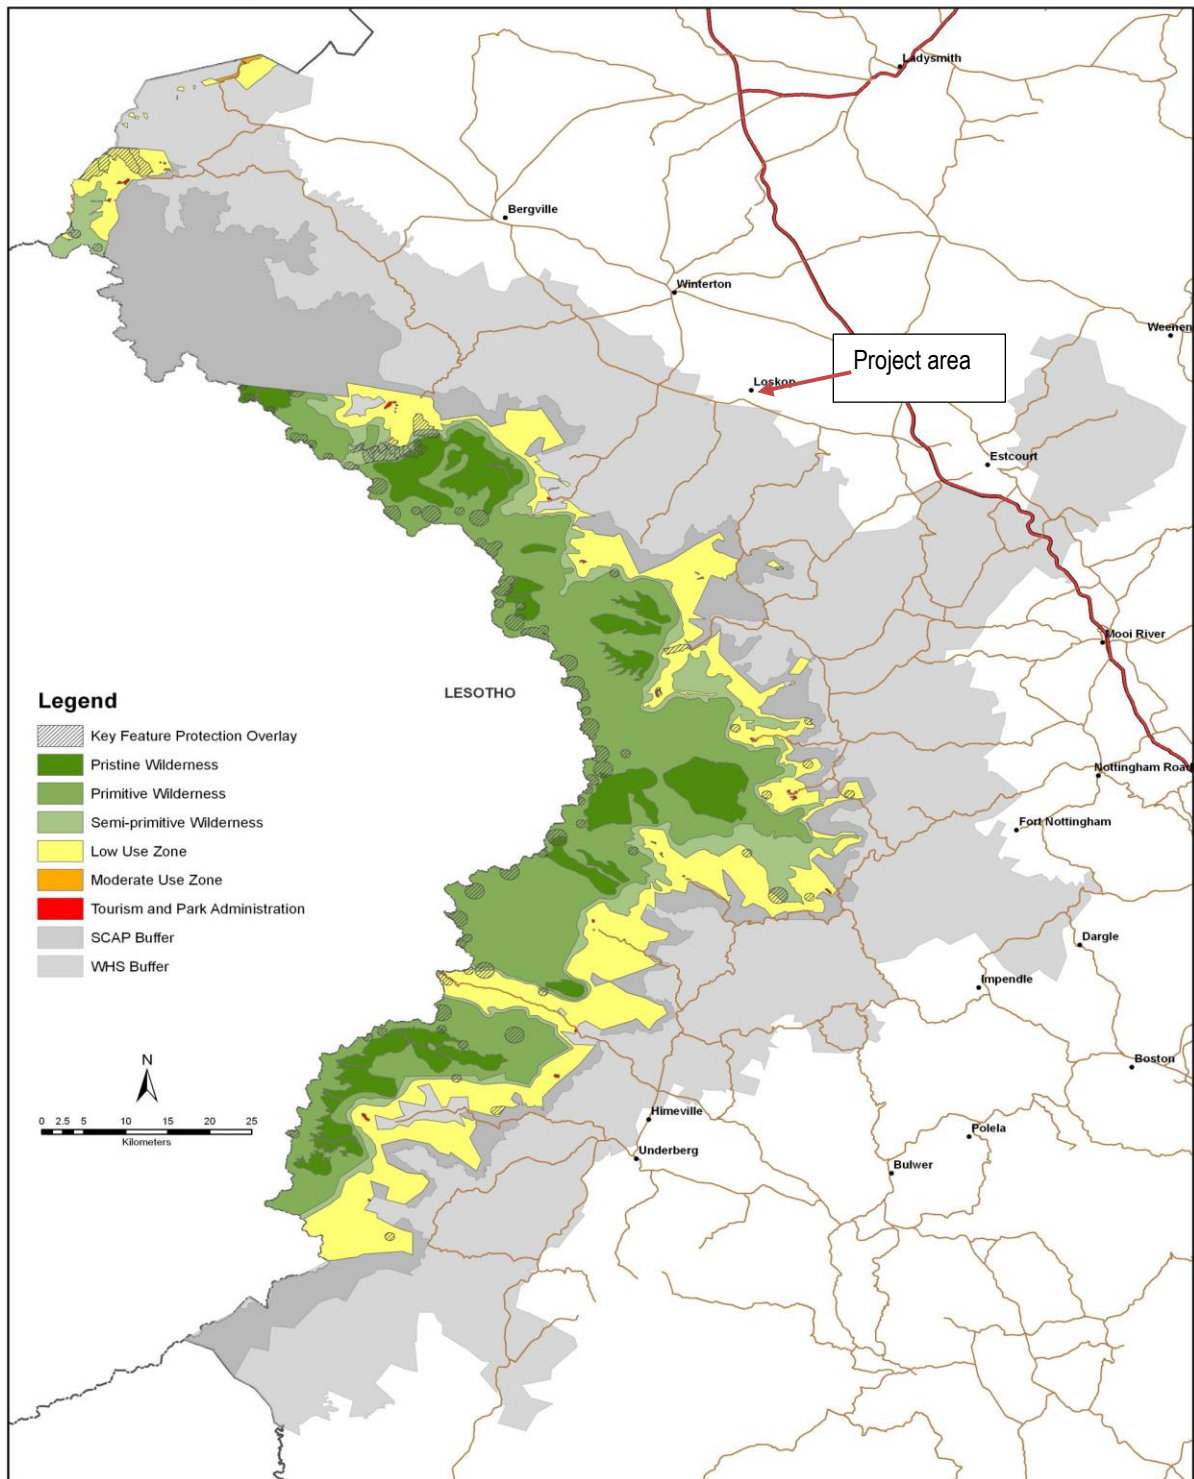 Ladysmith
Bergville
Winterton
Weenen
Project area
Loskop
Estcourt
Mooi River
LESOTHO
Legend
Key Feature Protection Overlay
Pristine Wilderness
Primitive Wilderness
Semi-primitive Wilderness
Low Use Zone
Moderate Use Zone
Tourism and Park Administration
SCAP Buffer
WHS Buffer
Nottingham Road
Fort Nottingham
Dargle
Impendle
Boston
N
0 2.5 5 10 15 20 25
Kilometers
Himeville
Polela
Underberg
Bulwer